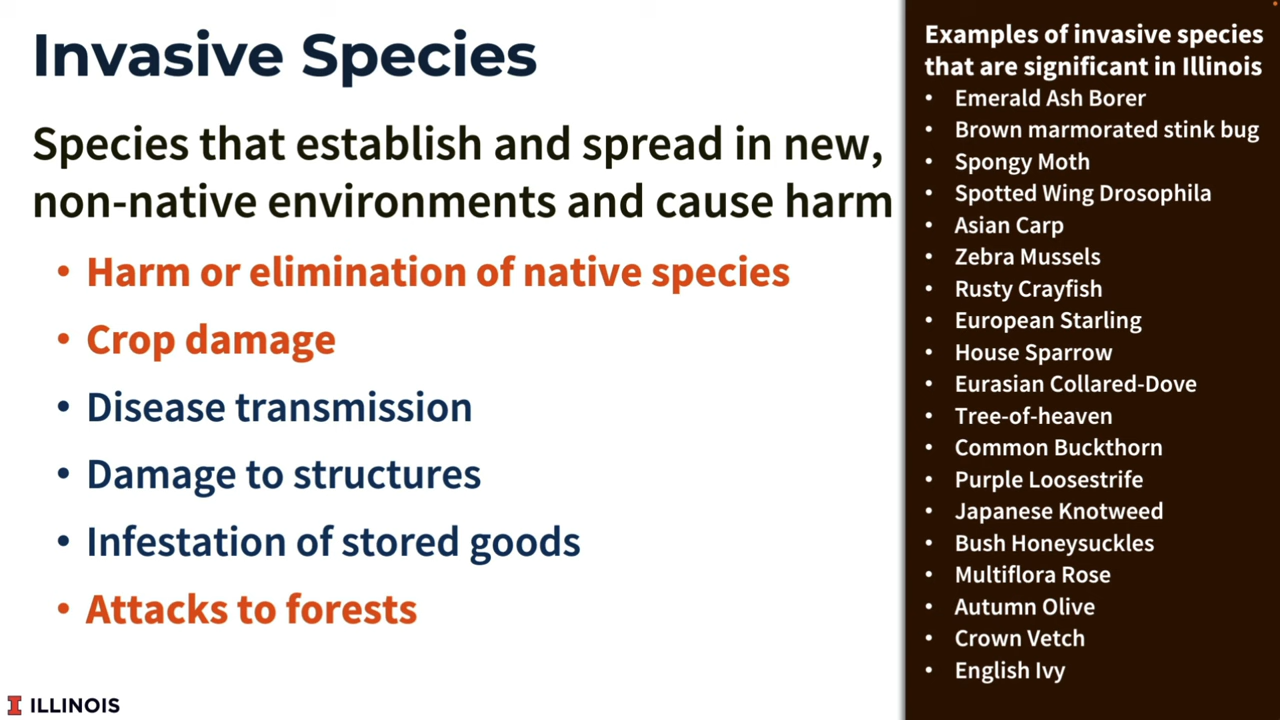 Invasive Species
Species that establish and spread in new,
non-native environments and cause harm
• Harm or elimination of native species
• Crop damage
• Disease transmission
• Damage to structures
• Infestation of stored goods
• Attacks to forests
I ILLINOIS
Examples of invasive species
that are significant in Illinois
• Emerald Ash Borer
• Brown marmorated stink bug
• Spongy Moth
• Spotted Wing Drosophila
• Asian Carp
• Zebra Mussels
• Rusty Crayfish
• European Starling
• House Sparrow
• Eurasian Collared-Dove
• Tree-of-heaven
• Common Buckthorn
• Purple Loosestrife
• Japanese Knotweed
• Bush Honeysuckles
• Multiflora Rose
• Autumn Olive
• Crown Vetch
• English Ivy